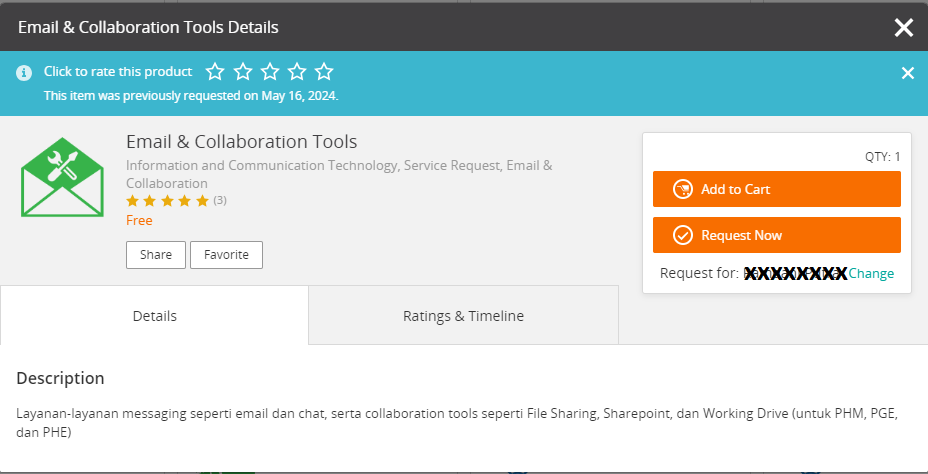 Email & Collaboration Tools Details
Click to rate this product
This item was previously requested on May 16, 2024.
Email & Collaboration Tools
Information and Communication Technology, Service Request, Email &
Collaboration
(3)
Free
Share
Favorite
QTY: 1
Add to Cart
Request Now
Request for: XXXXXXXX Change
Details
Ratings & Timeline
Description
Layanan-layanan messaging seperti email dan chat, serta collaboration tools seperti File Sharing, Sharepoint, dan Working Drive (untuk PHM, PGE,
dan PHE)